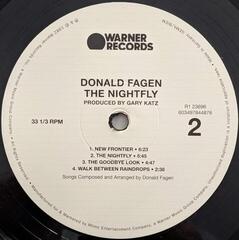 WARNER
RECORDS
DONALD FAGEN
THE NIGHTFLY
PRODUCED BY GARY KATZ
33 1/3 RPM
R1 23696
603497844876
2
1. NEW FRONTIER • 6:23
2. THE NIGHTFLY • 5:45
3. THE GOODBYE LOOK • 4:47
4. WALK BETWEEN RAINDROPS • 2:38
Songs Composed and Arranged by Donald Fagen